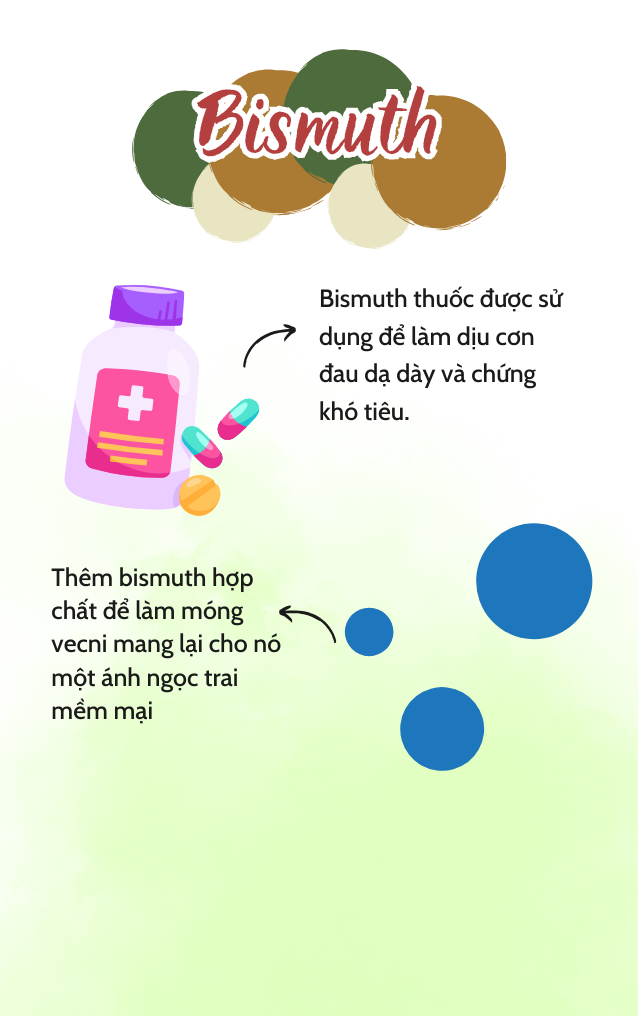 Bismuth
Bismuth thuốc được sử
dụng để làm dịu cơn
đau dạ dày và chứng
khó tiêu.
Thêm bismuth hợp
chất để làm móng
vecni mang lại cho nó
một ánh ngọc trai
mềm mại